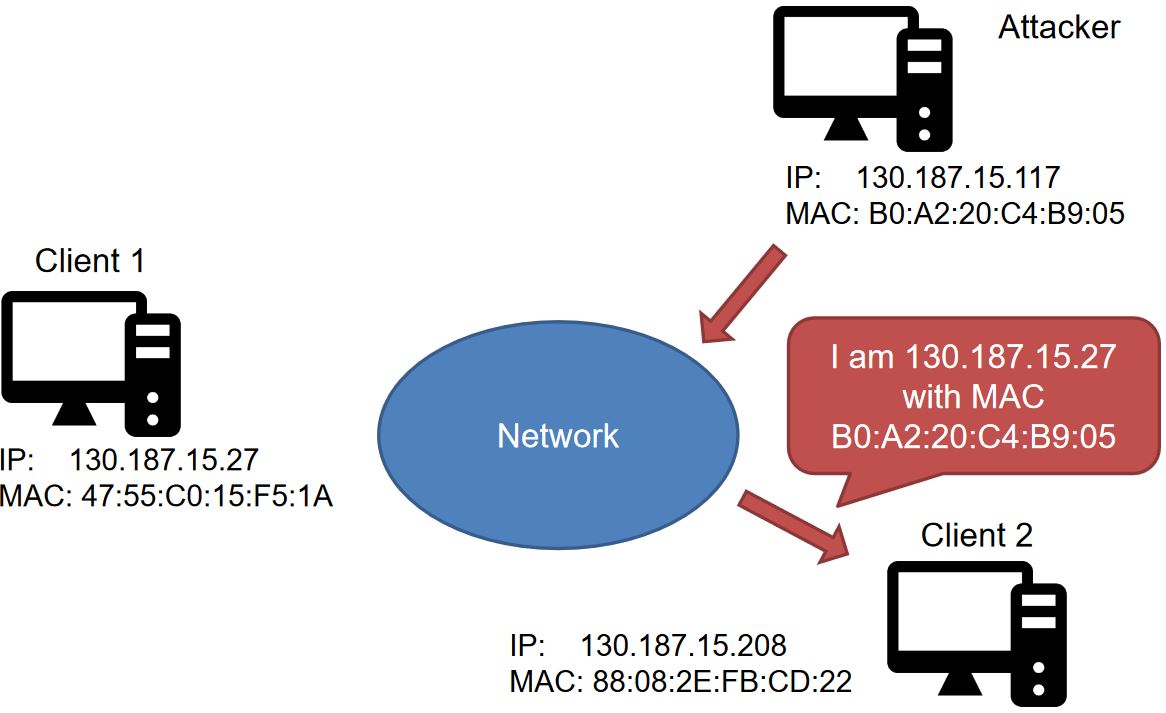 Attacker
IP: 130.187.15.117
MAC: B0:A2:20:C4:B9:05
Client 1
IP: 130.187.15.27
MAC: 47:55:C0:15:F5:1A
Network
I am 130.187.15.27
with MAC
B0:A2:20:C4:B9:05
Client 2
IP: 130.187.15.208
MAC: 88:08:2E:FB:CD:22